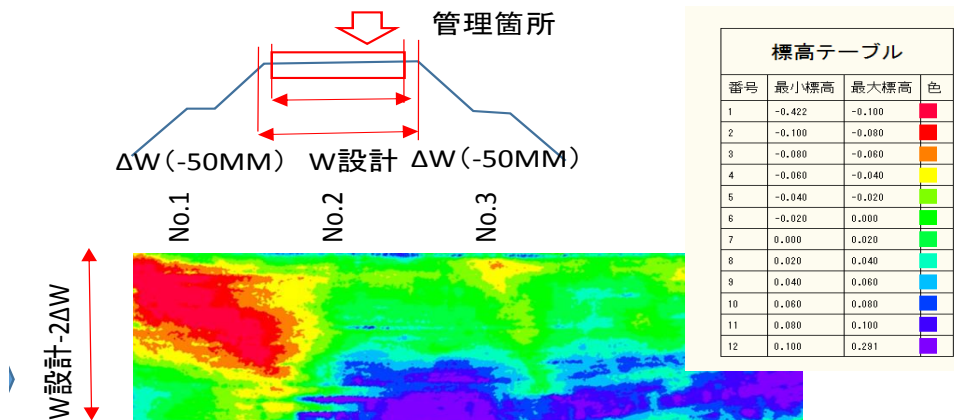 管理箇所
ΔW(-50MM) W設計 ΔW(-50MM)
No.1
No.2
No.3
W設計-2ΔW
標高テーブル
番号 最小標高 最大標高 色
1 -0.422 -0.100
2 -0.100 -0.080
3 -0.080 -0.060
4 -0.060 -0.040
5 -0.040 -0.020
6 -0.020 0.000
7 0.000 0.020
8 0.020 0.040
9 0.040 0.060
10 0.060 0.080
11 0.080 0.100
12 0.100 0.291